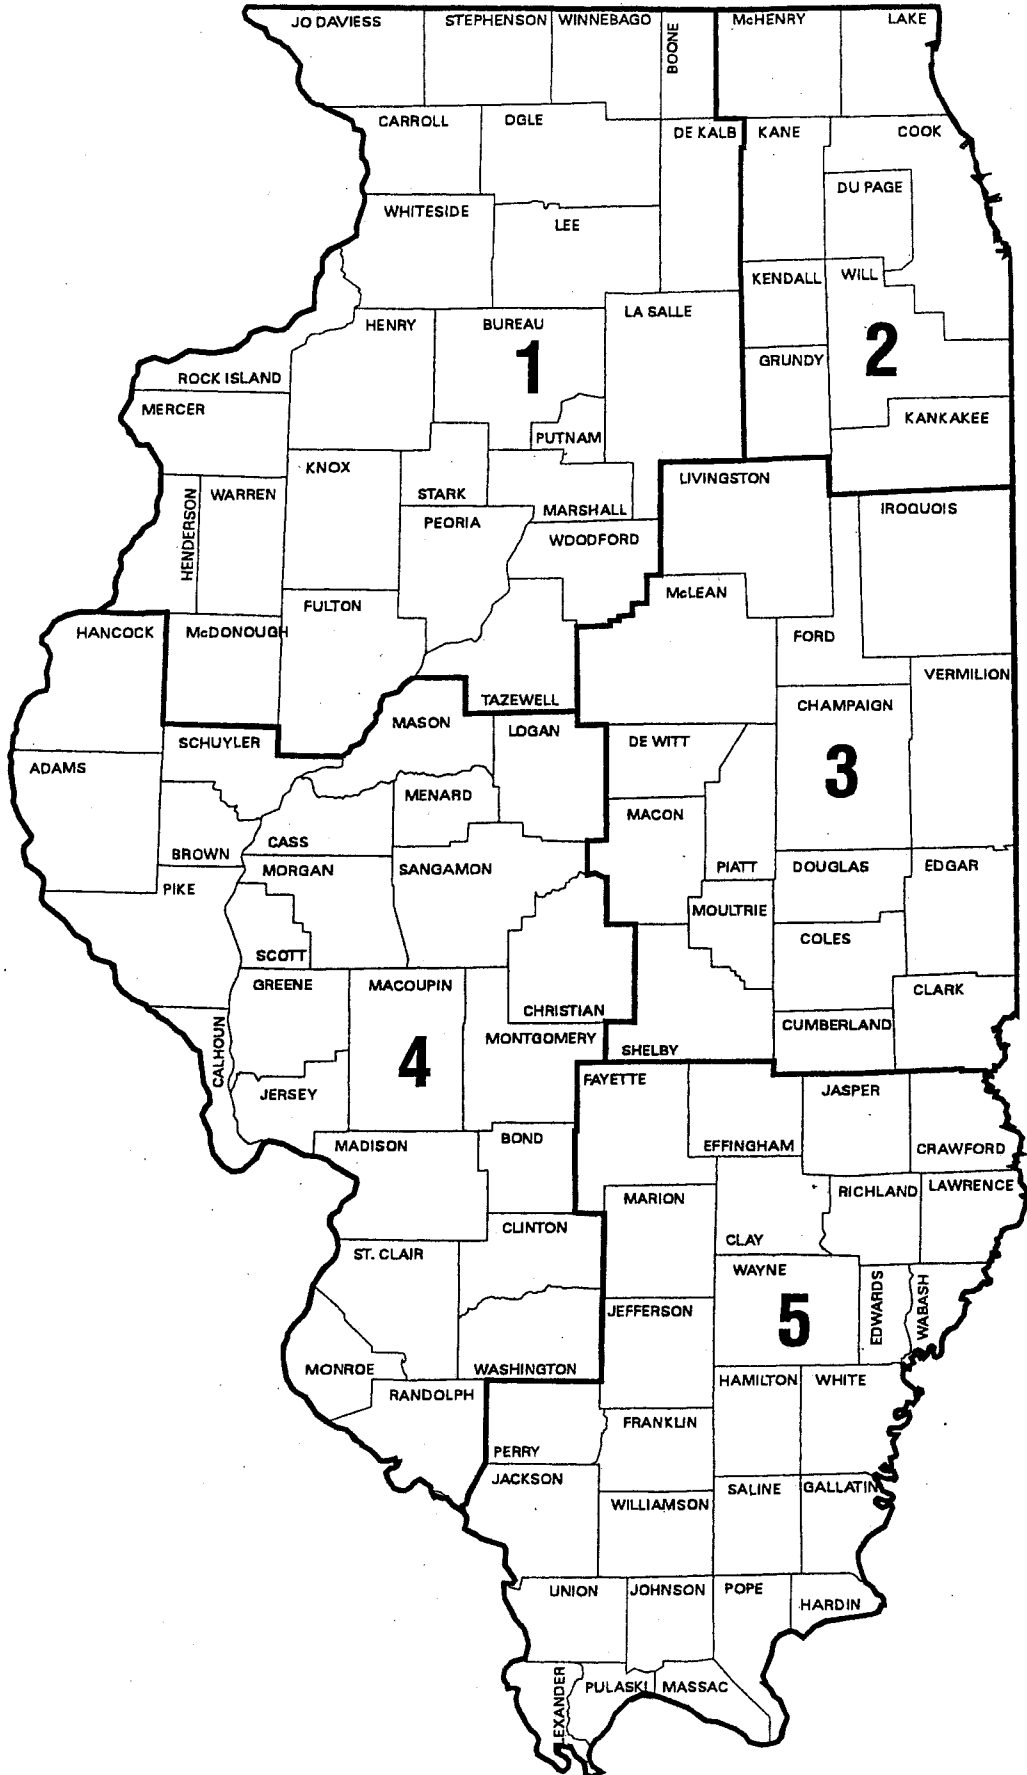 JO DAVIESS
STEPHENSON
WINNEBAGO
BOONE
McHENRY
LAKE
CARROLL
OGLE
DE KALB
KANE
COOK
DU PAGE
WHITESIDE
LEE
KENDALL
WILL
LA SALLE
HENRY
BUREAU
1
2
GRUNDY
ROCK ISLAND
MERCER
KANKAKEE
PUTNAM
KNOX
LIVINGSTON
HENDERSON
WARREN
STARK
MARSHALL
IROQUOIS
PEORIA
WOODFORD
McLEAN
FULTON
HANCOCK
McDONOUGH
FORD
VERMILION
TAZEWELL
CHAMPAIGN
MASON
LOGAN
SCHUYLER
DE WITT
ADAMS
3
MENARD
MACON
CASS
BROWN
MORGAN
SANGAMON
PIATT
DOUGLAS
EDGAR
PIKE
MOULTRIE
COLES
SCOTT
GREENE
MACOUPIN
CLARK
CHRISTIAN
CUMBERLAND
CALHOUN
4
MONTGOMERY
SHELBY
FAYETTE
JASPER
JERSEY
MADISON
BOND
EFFINGHAM
CRAWFORD
MARION
RICHLAND
LAWRENCE
CLINTON
CLAY
ST. CLAIR
WAYNE
EDWARDS
WABASH
JEFFERSON
5
MONROE
WASHINGTON
RANDOLPH
HAMILTON
WHITE
FRANKLIN
PERRY
JACKSON
SALINE
GALLATIN
WILLIAMSON
UNION
JOHNSON
POPE
HARDIN
LEXANDER
PULASKI
MASSAC